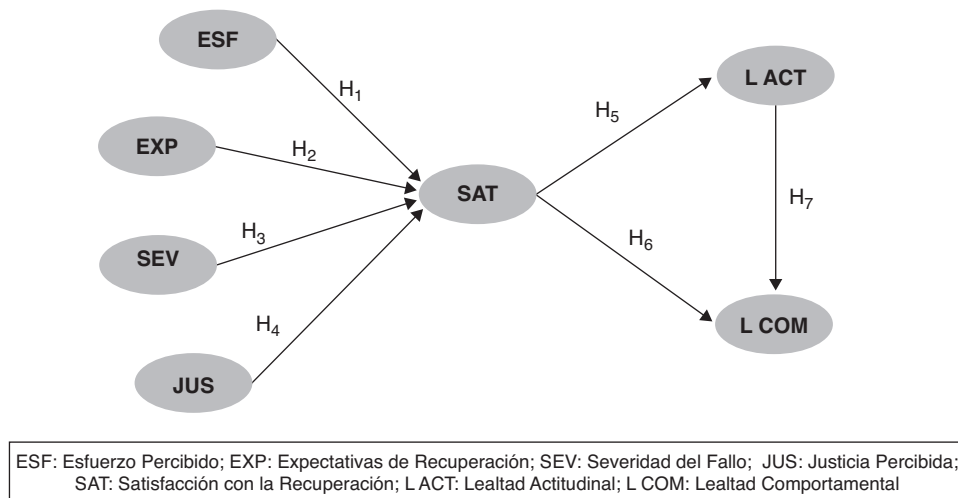 ESF
L ACT
H1
H5
EXP
H2
SAT
H7
H3
SEV
H6
H4
L COM
JUS
ESF: Esfuerzo Percibido; EXP: Expectativas de Recuperación; SEV: Severidad del Fallo; JUS: Justicia Percibida;
SAT: Satisfacción con la Recuperación; L ACT: Lealtad Actitudinal; L COM: Lealtad Comportamental